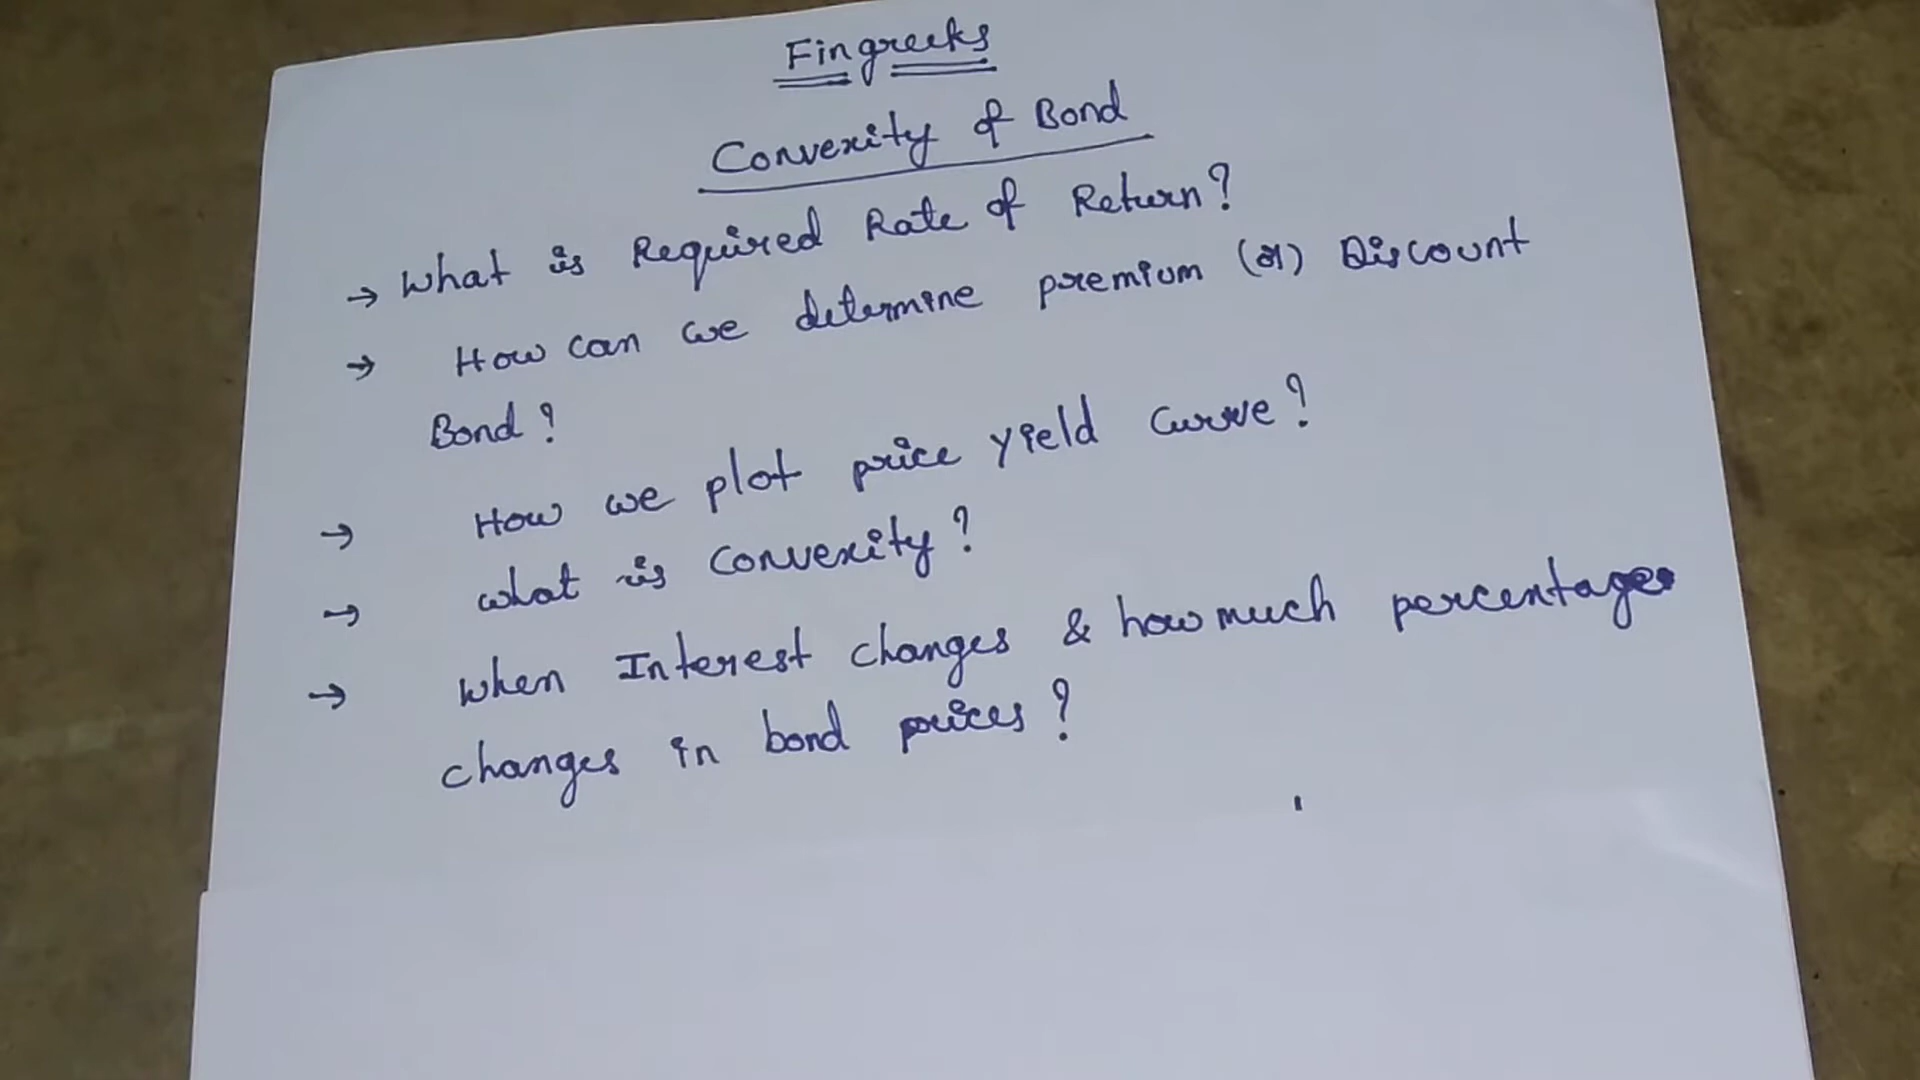 Fingreeks
Convexity of Bond
→ What is Required Rate of Return?
→ How can we determine premium (or) Discount
Bond?
→ How we plot price yield curve?
→ what is convexity?
→ when Interest changes & how much percentage
changes in bond prices?